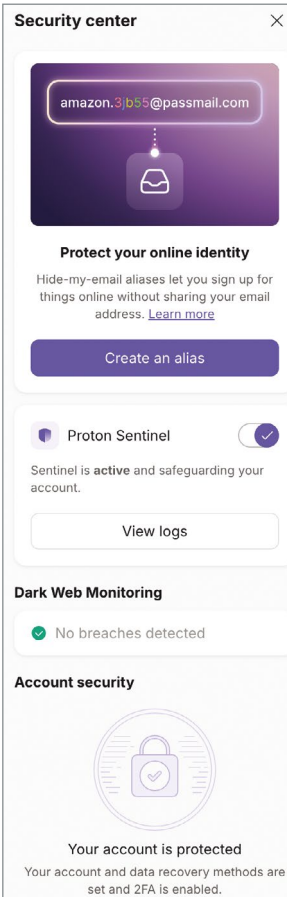 Security center
amazon.3jb55@passmail.com
Protect your online identity
Hide-my-email aliases let you sign up for
things online without sharing your email
address. Learn more
Create an alias
Proton Sentinel
Sentinel is active and safeguarding your
account.
View logs
Dark Web Monitoring
No breaches detected
Account security
Your account is protected
Your account and data recovery methods are
set and 2FA is enabled.